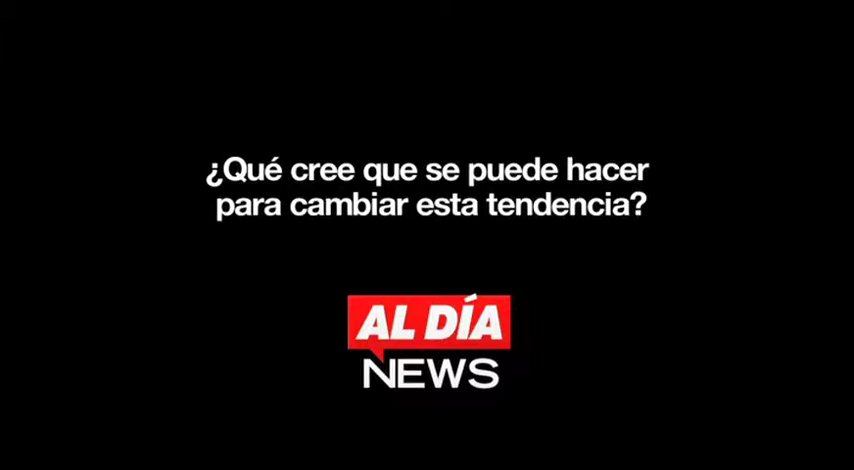 ¿Qué cree que se puede hacer
para cambiar esta tendencia?
AL DÍA
NEWS